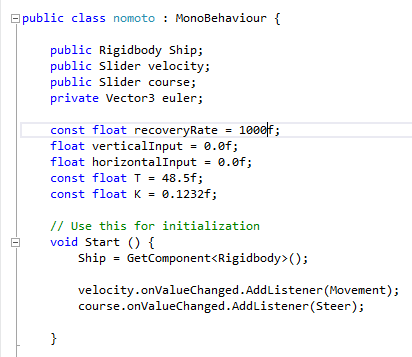 public class nomoto : MonoBehaviour {
public Rigidbody Ship;
public Slider velocity;
public Slider course;
private Vector3 euler;
const float recoveryRate = 1000f;
float verticalInput = 0.0f;
float horizontalInput = 0.0f;
const float T = 48.5f;
const float K = 0.1232f;
// Use this for initialization
void Start () {
Ship = GetComponent<Rigidbody>();
velocity.onValueChanged.AddListener(Movement);
course.onValueChanged.AddListener(Steer);
}